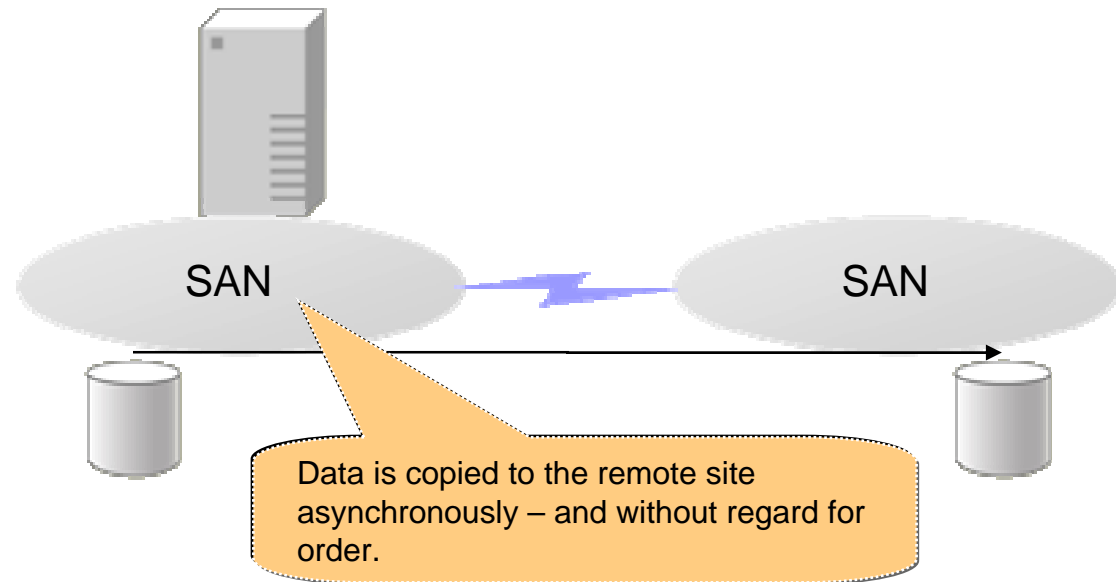 SAN
SAN
Data is copied to the remote site
asynchronously – and without regard for
order.